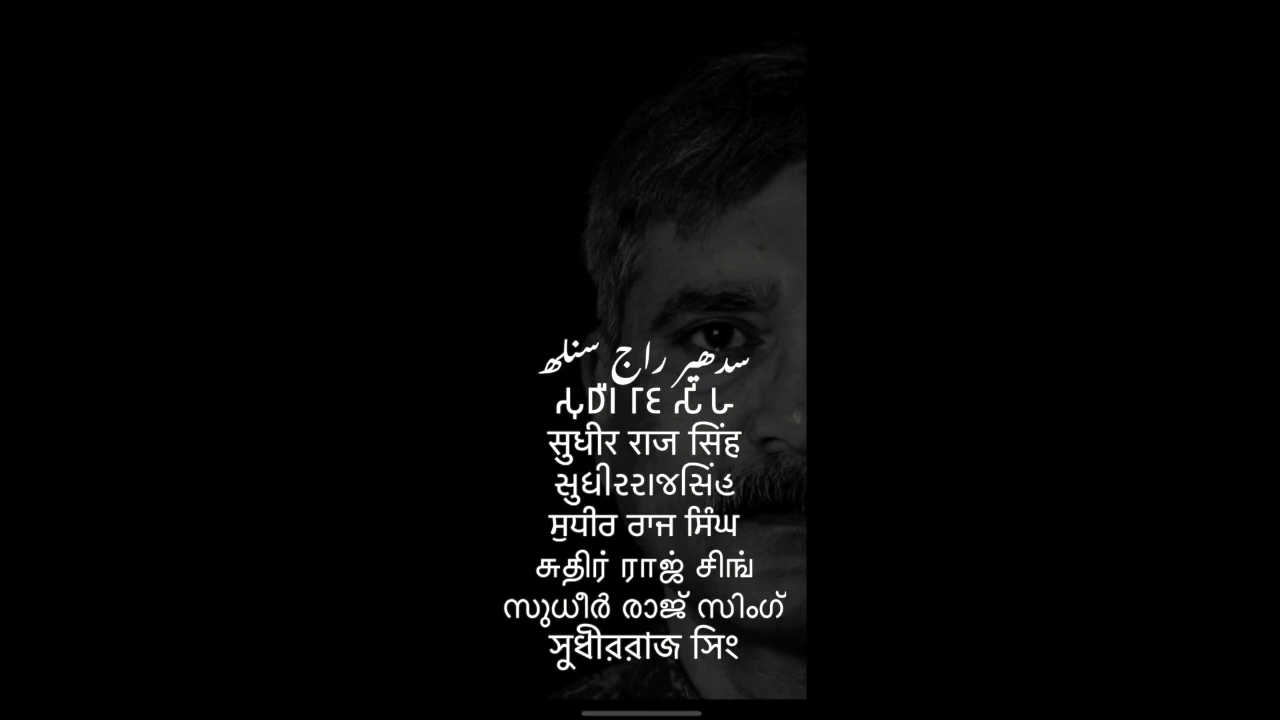 سدھیر راج سنلھ
सुधीर राज सिंह
સુધીરરાજસિંહ
ਸੁਧੀਰ ਰਾਜ ਸਿੰਘ
சுதிர் ராஜ் சிங்
സുധീർ രാജ് സിംഗ്
সুধীররাজ সিং